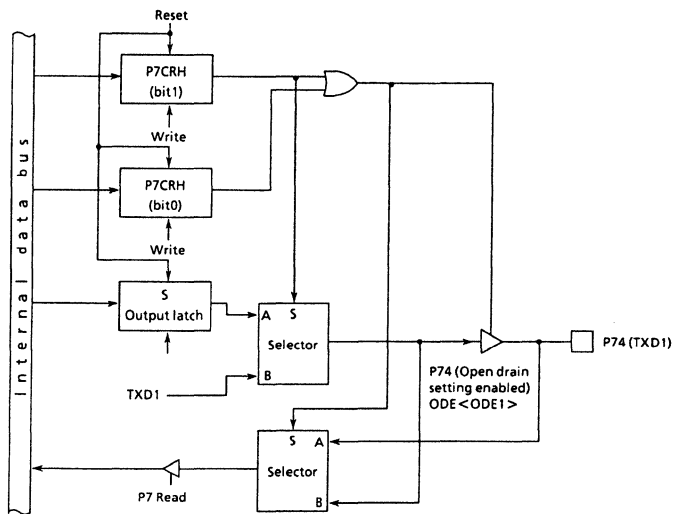 Reset
P7CRH
(bit1)
Write
P7CRH
(bit0)
Write
S
Output latch
A
S
Selector
B
TXD1
P74 (TXD1)
P74 (Open drain
setting enabled)
ODE<ODE1>
S
A
Selector
B
P7 Read
Internal data bus